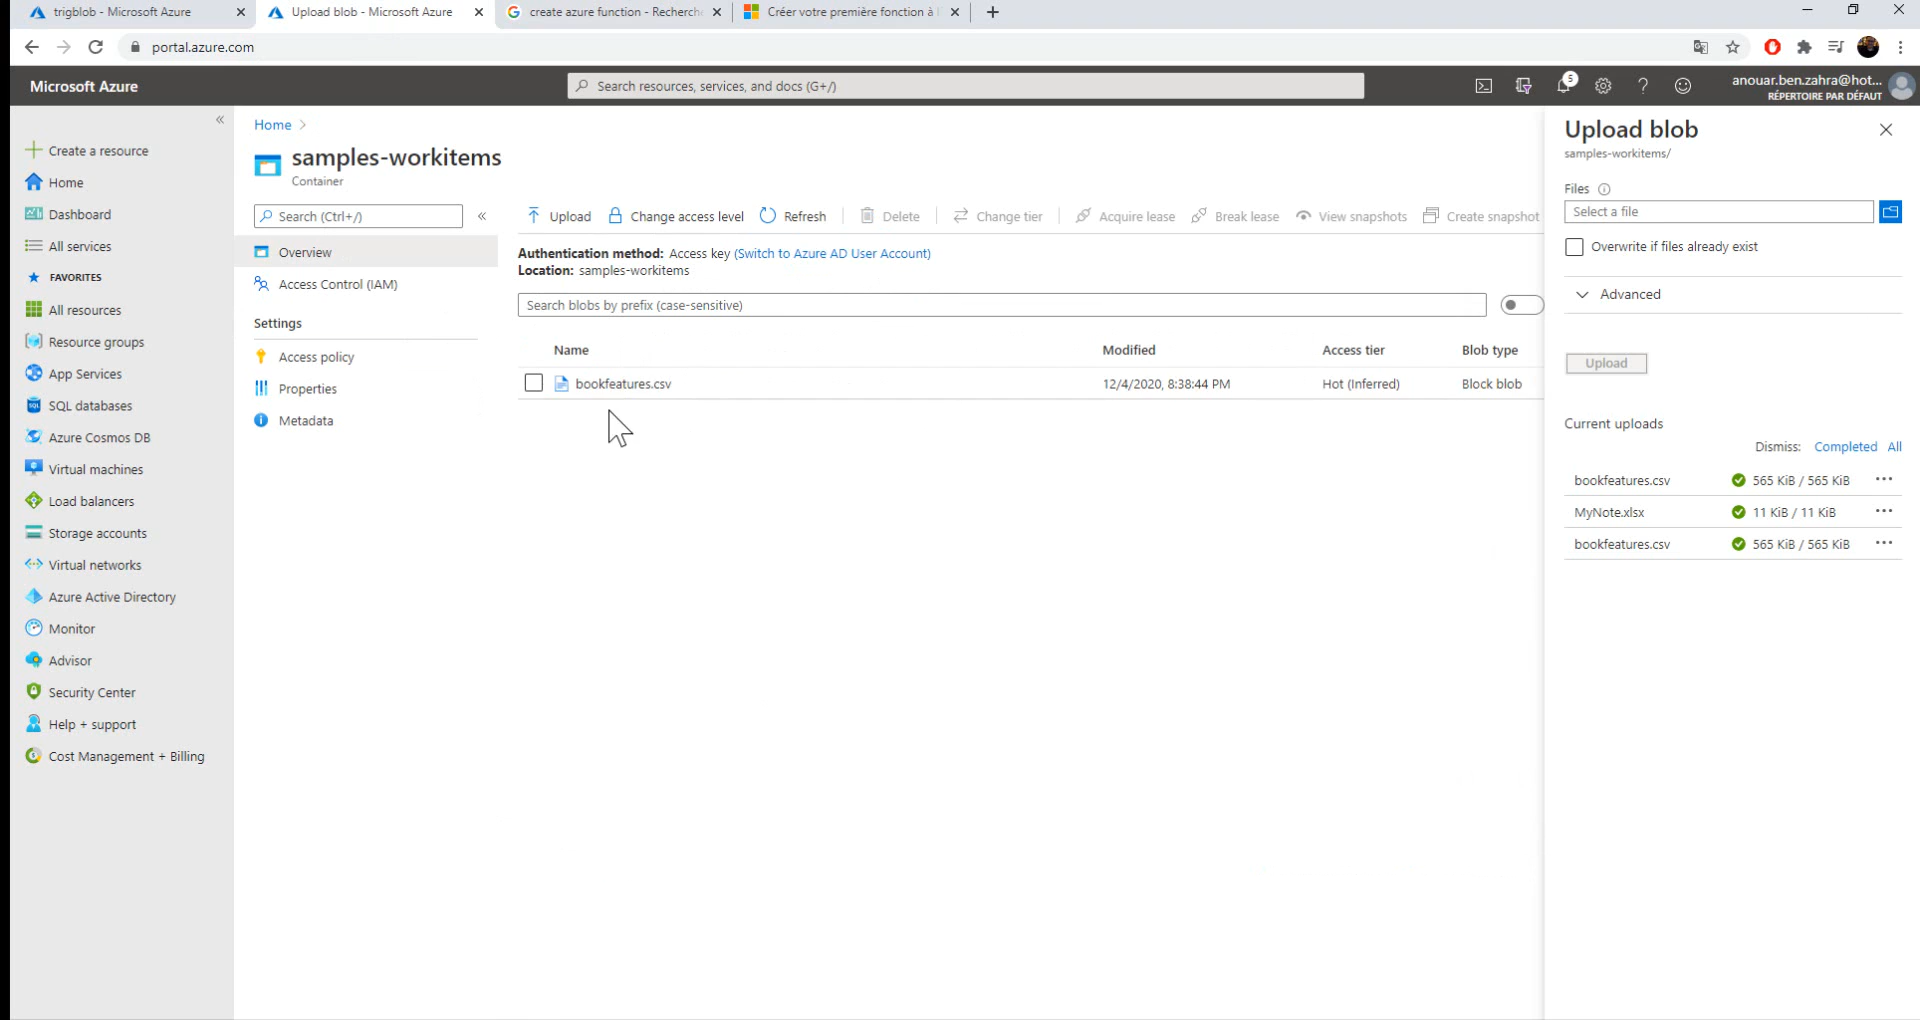 trigblob - Microsoft Azure
Upload blob - Microsoft Azure
create azure function - Recherche
Créer votre première fonction à
portal.azure.com
Microsoft Azure
Search resources, services, and docs (G+/)
5
anouar.ben.zahra@hot...
RÉPERTOIRE PAR DÉFAUT
Create a resource
Home
Dashboard
All services
FAVORITES
All resources
Resource groups
App Services
SQL databases
Azure Cosmos DB
Virtual machines
Load balancers
Storage accounts
Virtual networks
Azure Active Directory
Monitor
Advisor
Security Center
Help + support
Cost Management + Billing
Home >
samples-workitems
Container
Search (Ctrl+/)
Overview
Access Control (IAM)
Settings
Access policy
Properties
Metadata
Upload Change access level Refresh Delete Change tier Acquire lease Break lease View snapshots Create snapshot
Authentication method: Access key (Switch to Azure AD User Account)
Location: samples-workitems
Search blobs by prefix (case-sensitive)
Name Modified Access tier Blob type
bookfeatures.csv 12/4/2020, 8:38:44 PM Hot (Inferred) Block blob
Upload blob
samples-workitems/
Files
Select a file
Overwrite if files already exist
Advanced
Upload
Current uploads
Dismiss: Completed All
bookfeatures.csv 565 KiB / 565 KiB
MyNote.xlsx 11 KiB / 11 KiB
bookfeatures.csv 565 KiB / 565 KiB